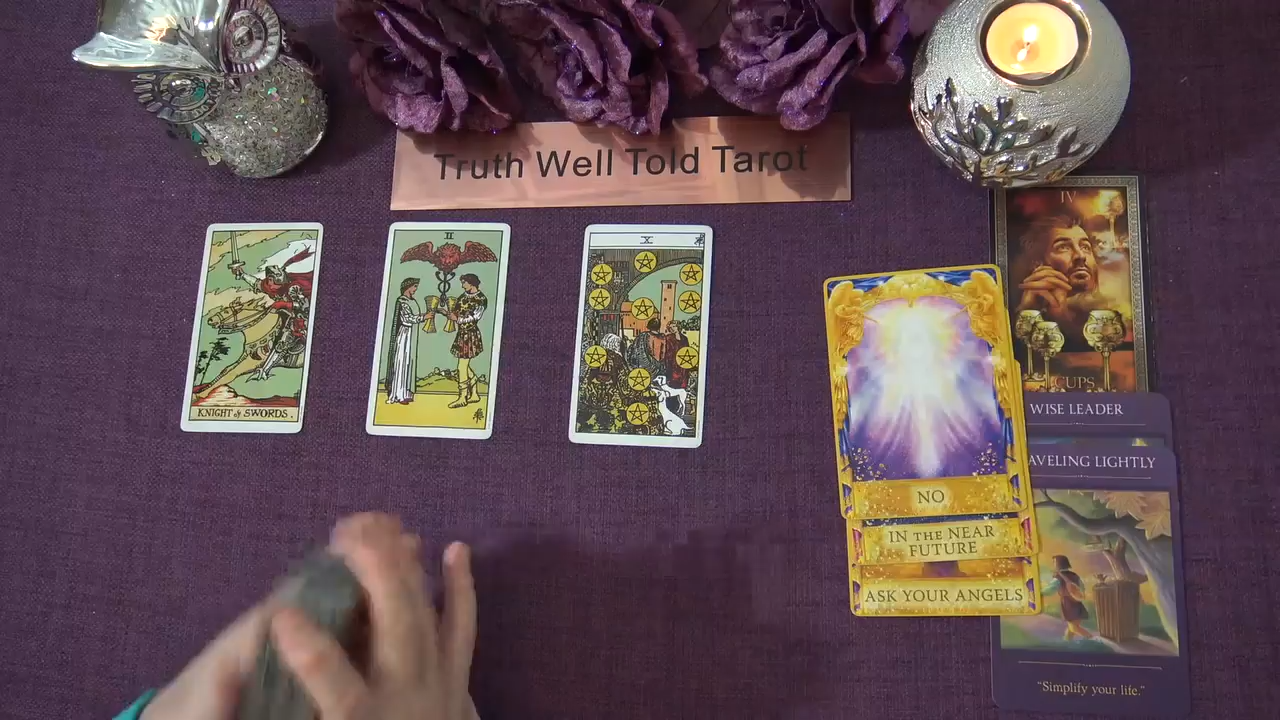 Truth Well Told Tarot
KNIGHT of SWORDS.
II
X
IV
CUPS
WISE LEADER
AVELING LIGHTLY
"Simplify your life."
NO
IN THE NEAR
FUTURE
ASK YOUR ANGELS